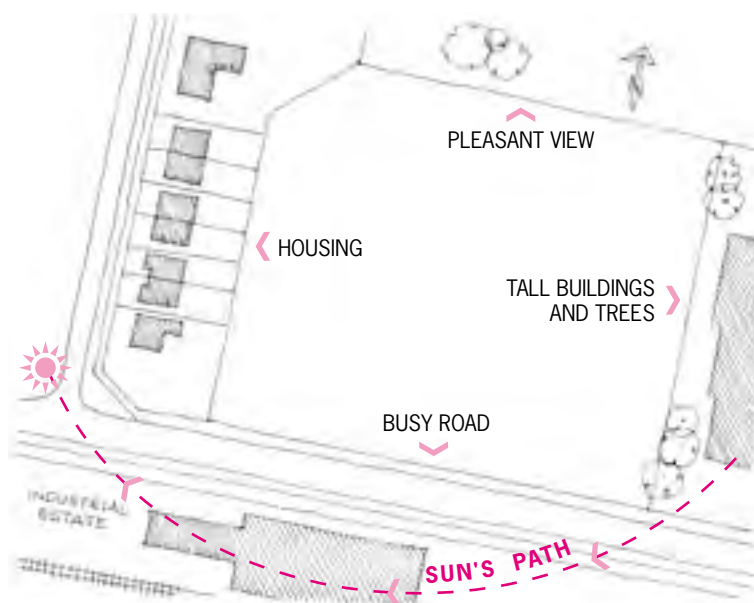 N
PLEASANT VIEW
HOUSING
TALL BUILDINGS
AND TREES
BUSY ROAD
INDUSTRIAL
ESTATE
SUN'S PATH